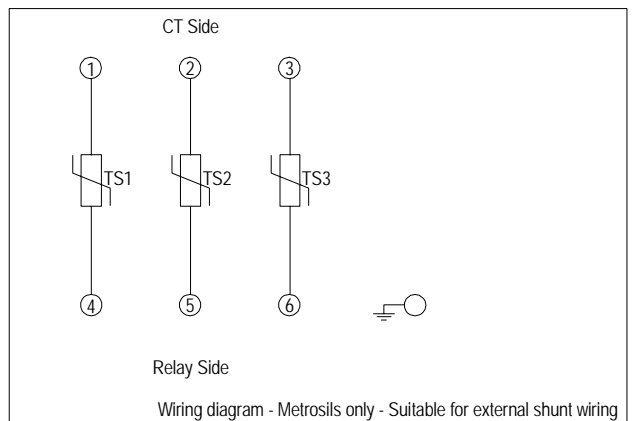 CT Side
1 2 3
TS1 TS2 TS3
4 5 6
Relay Side
Wiring diagram - Metrosils only - Suitable for external shunt wiring